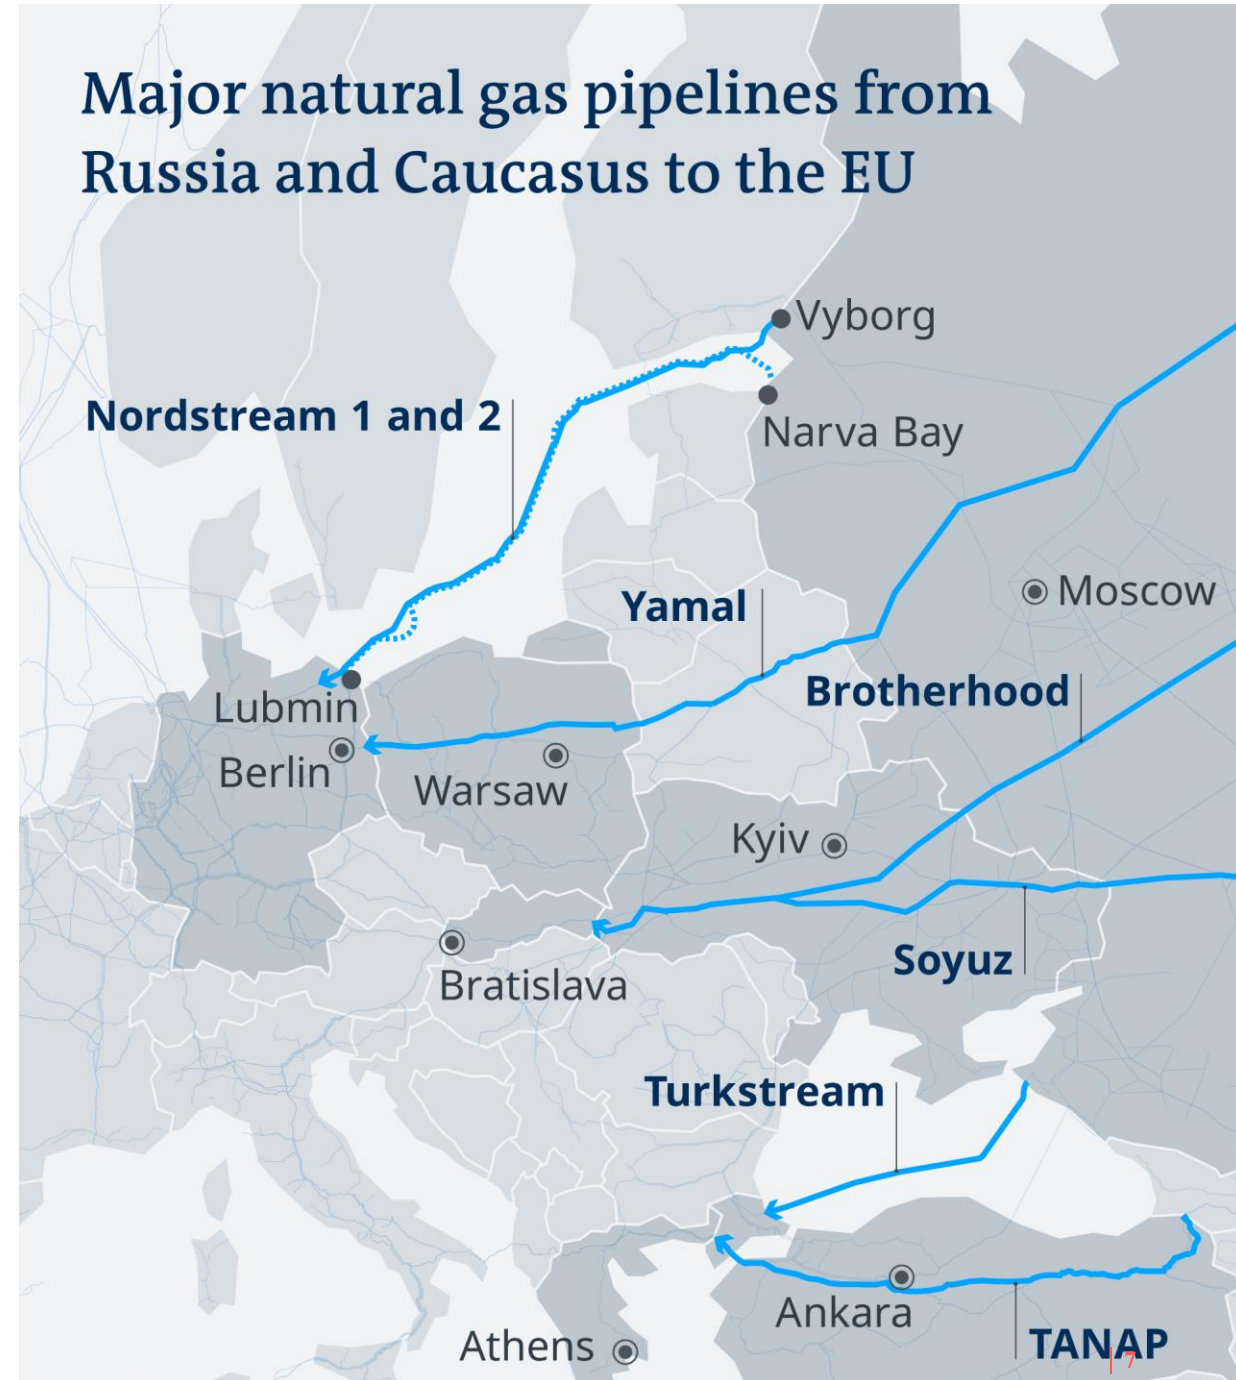 Major natural gas pipelines from
Russia and Caucasus to the EU
Vyborg
Nordstream 1 and 2
Narva Bay
Moscow
Yamal
Brotherhood
Lubmin
Berlin
Warsaw
Kyiv
Soyuz
Bratislava
Turkstream
Ankara
Athens
TANAP
| 7